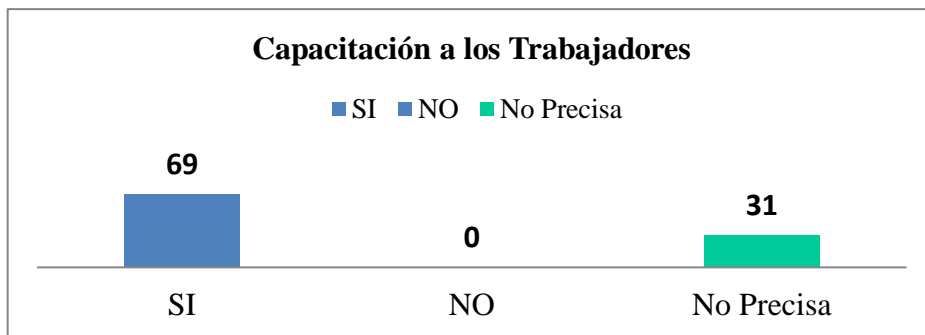 Capacitación a los Trabajadores
SI NO No Precisa
69
0
31
SI NO No Precisa